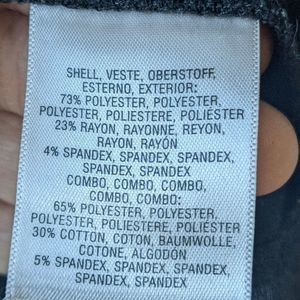 SHELL, VESTE, OBERSTOFF,
ESTERNO, EXTERIOR:
73% POLYESTER, POLYESTER,
POLYESTER, POLIESTERE, POLIÉSTER
23% RAYON, RAYONNE, REYON,
RAYON, RAYÓN
4% SPANDEX, SPANDEX, SPANDEX,
SPANDEX, SPANDEX
COMBO, COMBO, COMBO,
COMBO, COMBO:
65% POLYESTER, POLYESTER,
POLYESTER, POLIESTERE, POLIÉSTER
30% COTTON, COTON, BAUMWOLLE,
COTONE, ALGODÓN
5% SPANDEX, SPANDEX, SPANDEX,
SPANDEX, SPANDEX